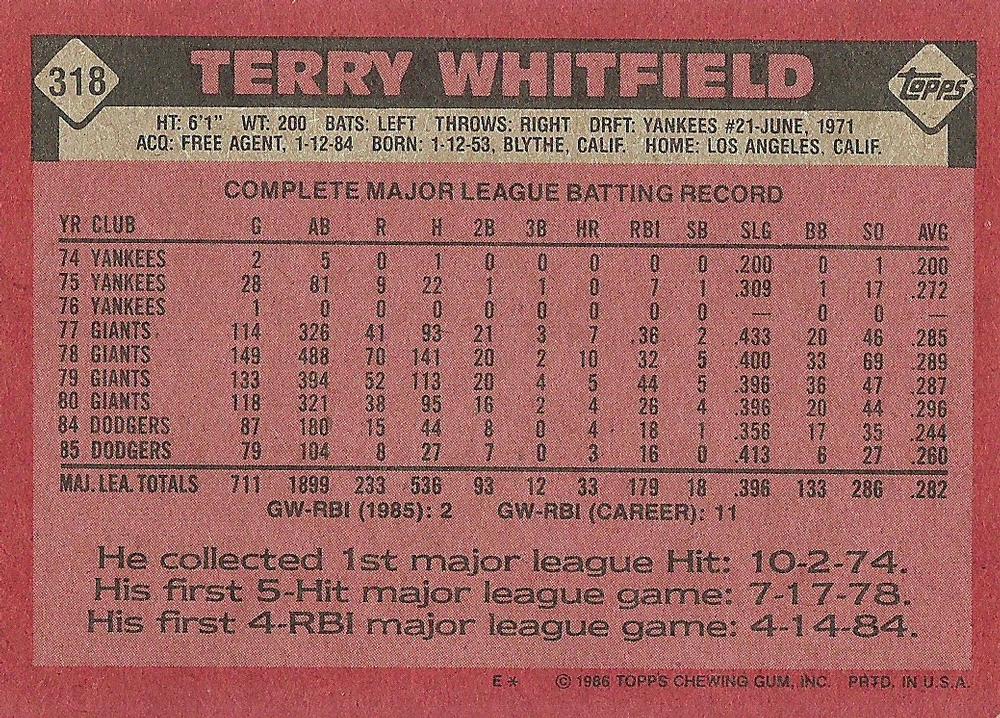 318 TERRY WHITFIELD TOPPS
HT: 6'1" WT: 200 BATS: LEFT THROWS: RIGHT DRFT: YANKEES #21-JUNE, 1971
ACQ: FREE AGENT, 1-12-84 BORN: 1-12-53, BLYTHE, CALIF. HOME: LOS ANGELES, CALIF.
COMPLETE MAJOR LEAGUE BATTING RECORD
YR CLUB G AB R H 2B 3B HR RBI SB SLG BB SO AVG
74 YANKEES 2 5 0 1 0 0 0 0 0 .200 0 1 .200
75 YANKEES 28 81 9 22 1 1 0 7 1 .309 1 17 .272
76 YANKEES 1 0 0 0 0 0 0 0 0 — 0 0 —
77 GIANTS 114 326 41 93 21 3 7 36 2 .433 20 46 .285
78 GIANTS 149 488 70 141 20 2 10 32 5 .400 33 69 .289
79 GIANTS 133 394 52 113 20 4 5 44 5 .396 36 47 .287
80 GIANTS 118 321 38 95 16 2 4 26 4 .396 20 44 .296
84 DODGERS 87 180 15 44 8 0 4 18 1 .356 17 35 .244
85 DODGERS 79 104 8 27 7 0 3 16 0 .413 6 27 .260
MAJ. LEA. TOTALS 711 1899 233 536 93 12 33 179 18 .396 133 286 .282
GW-RBI (1985): 2 GW-RBI (CAREER): 11
He collected 1st major league Hit: 10-2-74.
His first 5-Hit major league game: 7-17-78.
His first 4-RBI major league game: 4-14-84.
E* © 1986 TOPPS CHEWING GUM, INC. PRTD. IN U.S.A.